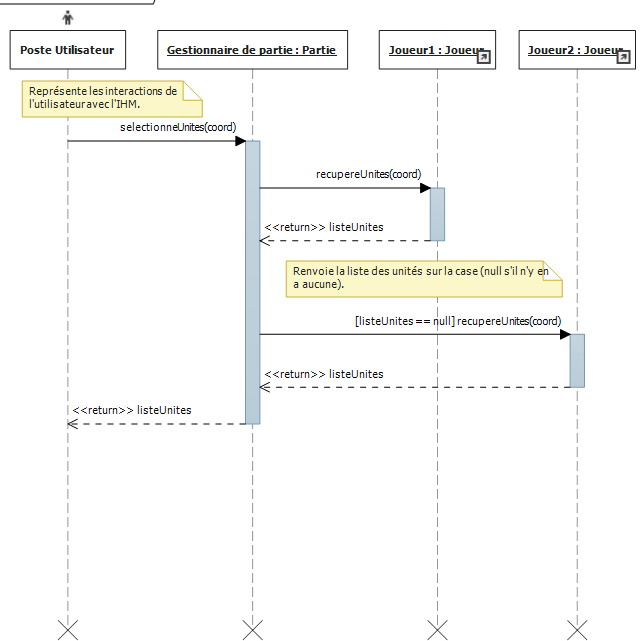 Poste Utilisateur
Gestionnaire de partie : Partie
Joueur1 : Joueur
Joueur2 : Joueur
Représente les interactions de
l'utilisateur avec l'IHM.
selectionneUnites(coord)
recupereUnites(coord)
<<return>> listeUnites
Renvoie la liste des unités sur la case (null s'il n'y en
a aucune).
[listeUnites == null] recupereUnites(coord)
<<return>> listeUnites
<<return>> listeUnites